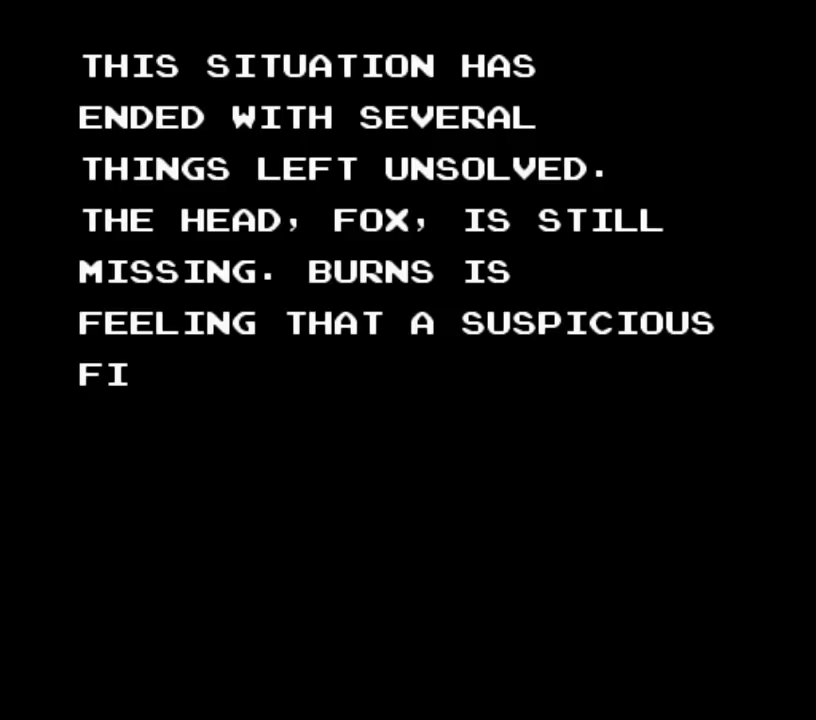 THIS SITUATION HAS
ENDED WITH SEVERAL
THINGS LEFT UNSOLVED.
THE HEAD, FOX, IS STILL
MISSING. BURNS IS
FEELING THAT A SUSPICIOUS
FI